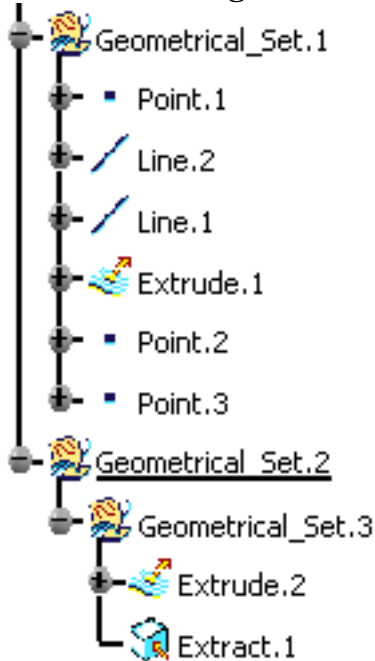 Geometrical_Set.1
Point.1
Line.2
Line.1
Extrude.1
Point.2
Point.3
Geometrical_Set.2
Geometrical_Set.3
Extrude.2
Extract.1